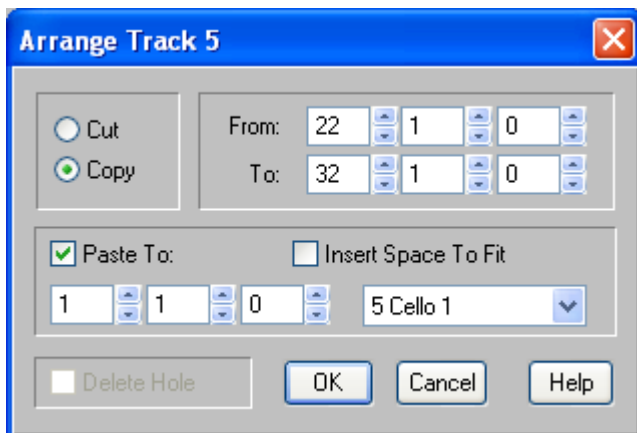 Arrange Track 5
Cut
Copy
From: 22 1 0
To: 32 1 0
Paste To:
Insert Space To Fit
1 1 0 5 Cello 1
Delete Hole OK Cancel Help